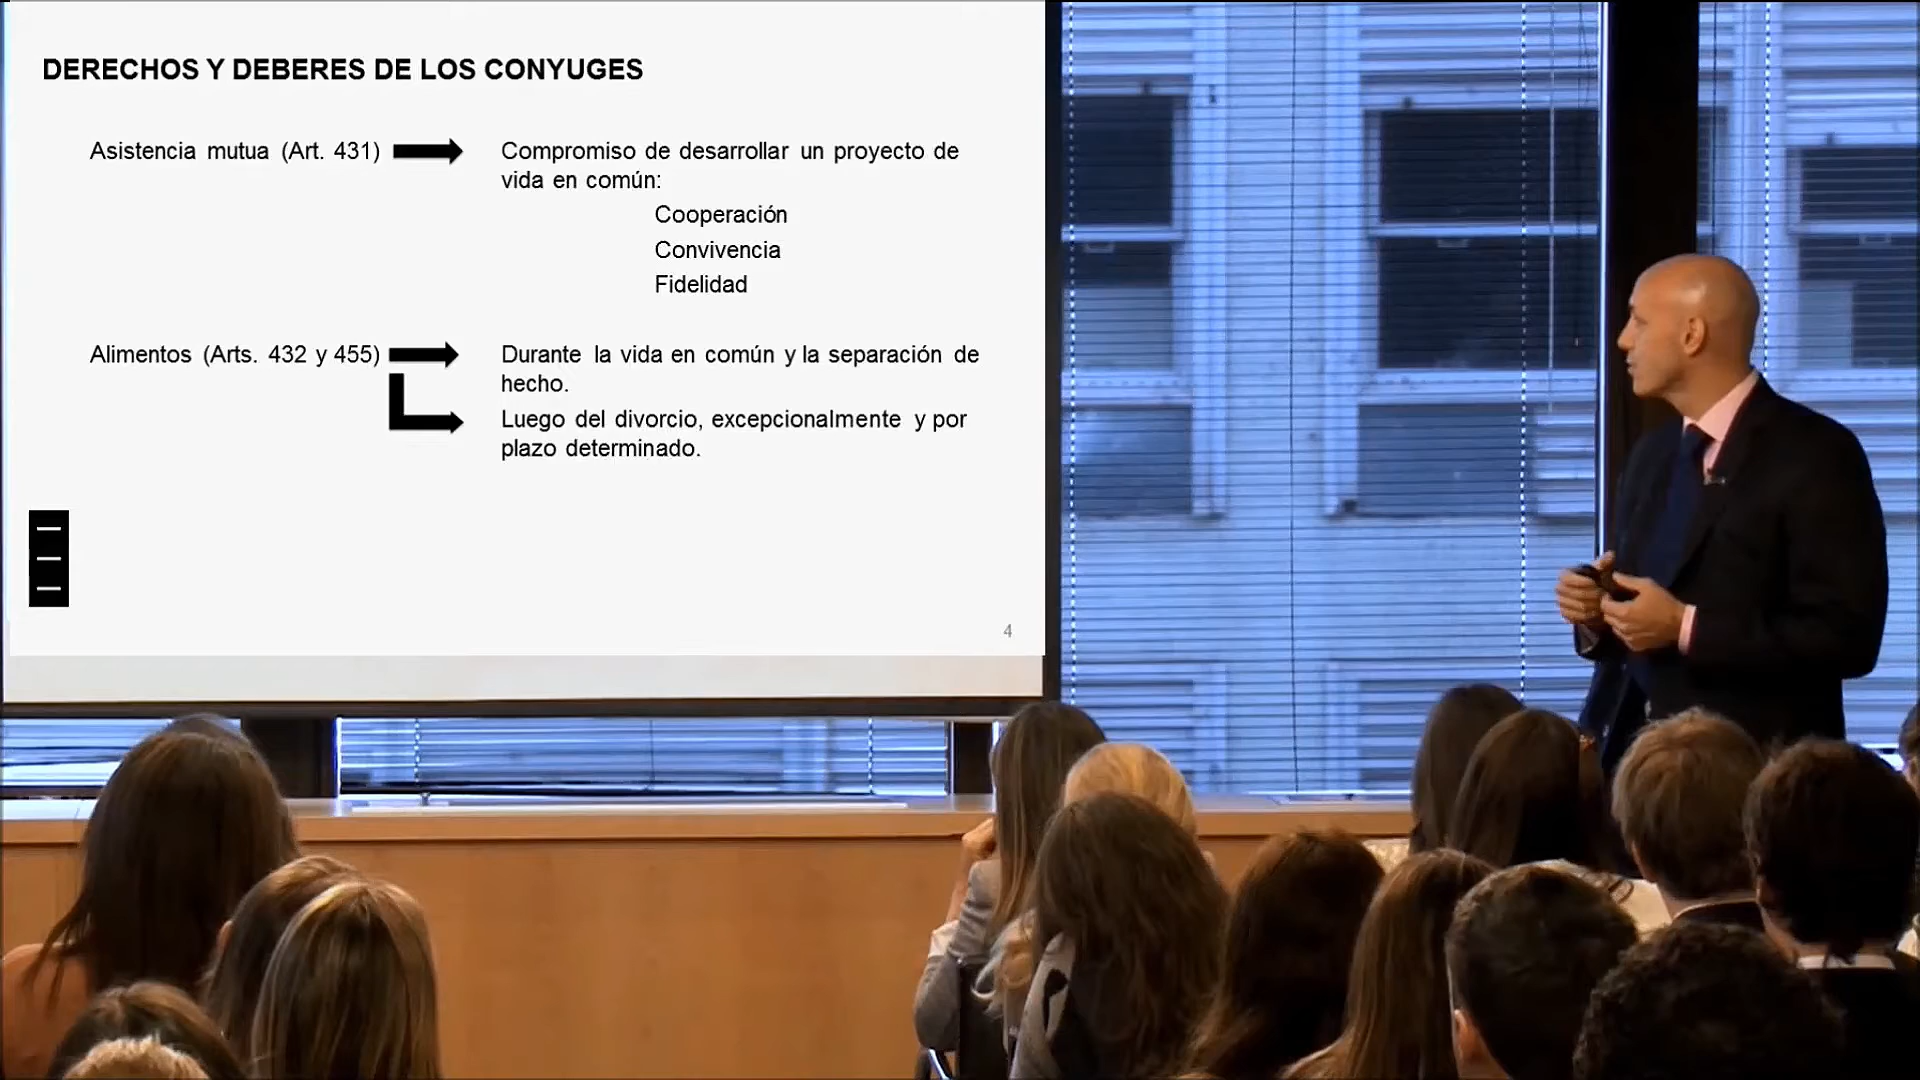 DERECHOS Y DEBERES DE LOS CONYUGES
Asistencia mutua (Art. 431)
Compromiso de desarrollar un proyecto de
vida en común:
Cooperación
Convivencia
Fidelidad
Alimentos (Arts. 432 y 455)
Durante la vida en común y la separación de
hecho.
Luego del divorcio, excepcionalmente y por
plazo determinado.
4